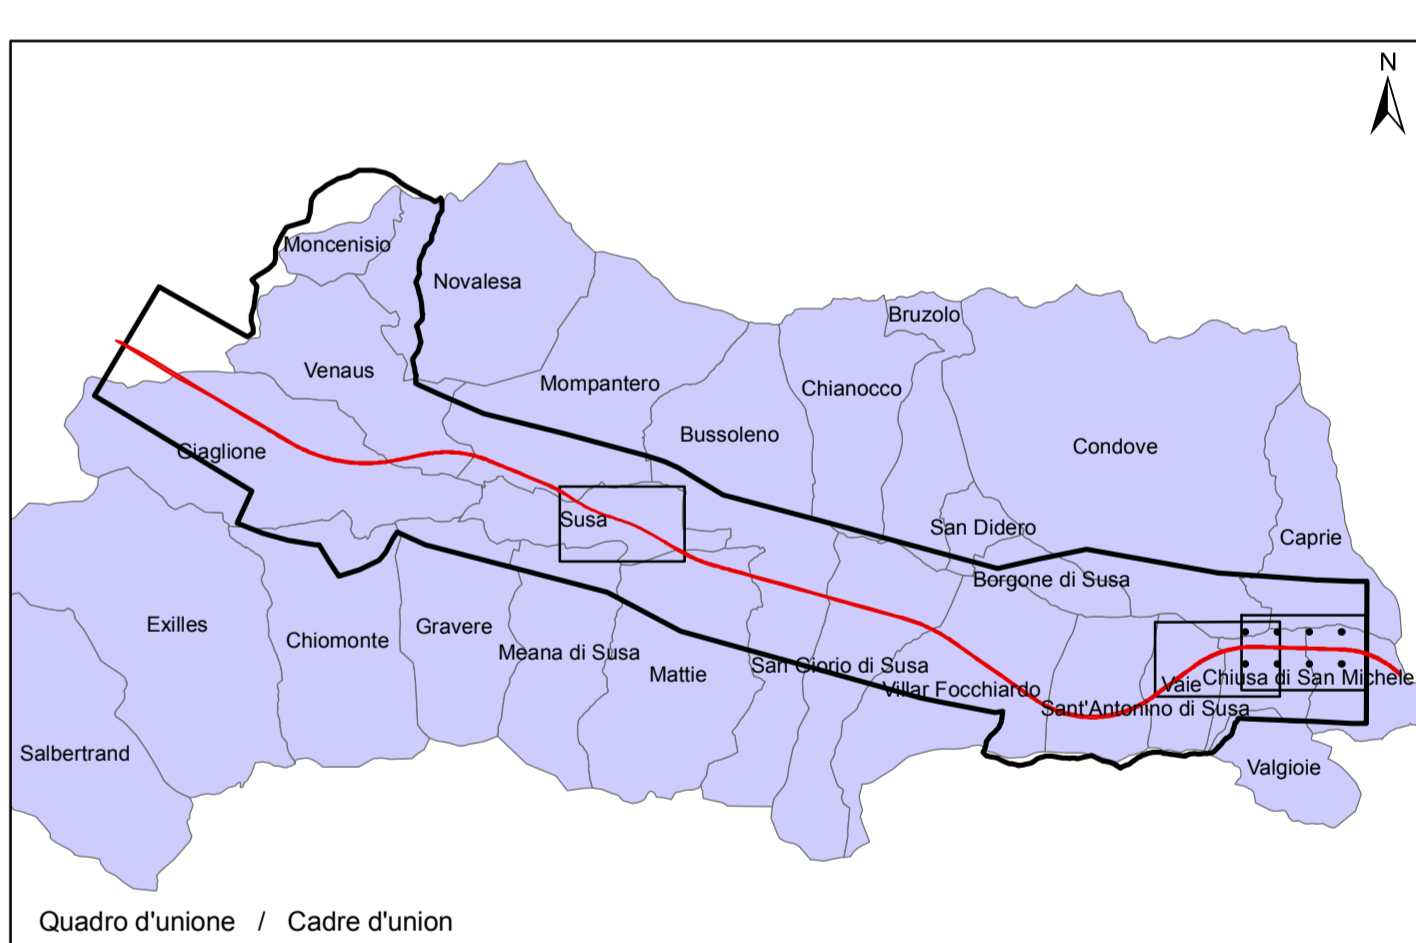 N
Moncenisio
Novalesa
Bruzolo
Venaus
Mompantero
Chianocco
Bussoleno
Condove
Giaglione
Susa
San Didero
Caprie
Borgone di Susa
Exilles
Gravere
Chiomonte
Meana di Susa
San Giorio di Susa
Mattie
Chiusa di San Michele
Vaie
Villar Focchiardo
Sant'Antonino di Susa
Salbertrand
Valgioie
Quadro d'unione / Cadre d'union